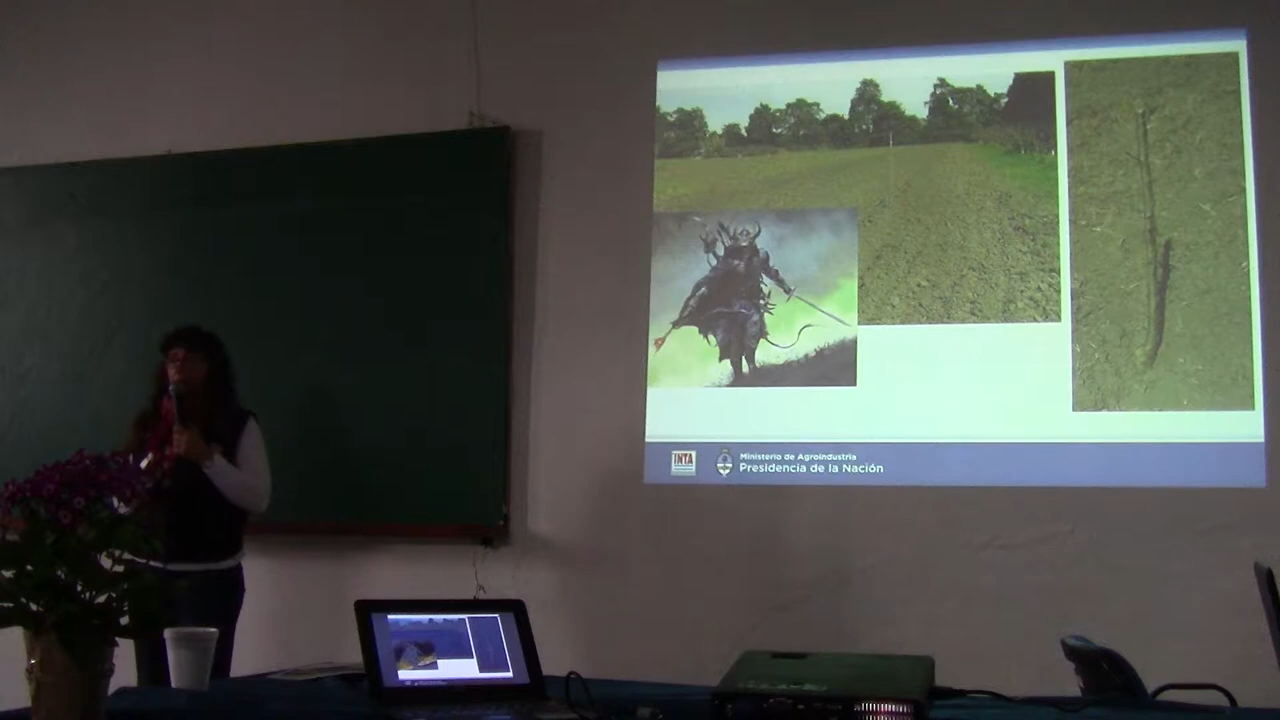 INTA
Ministerio de Agroindustria
Presidencia de la Nación